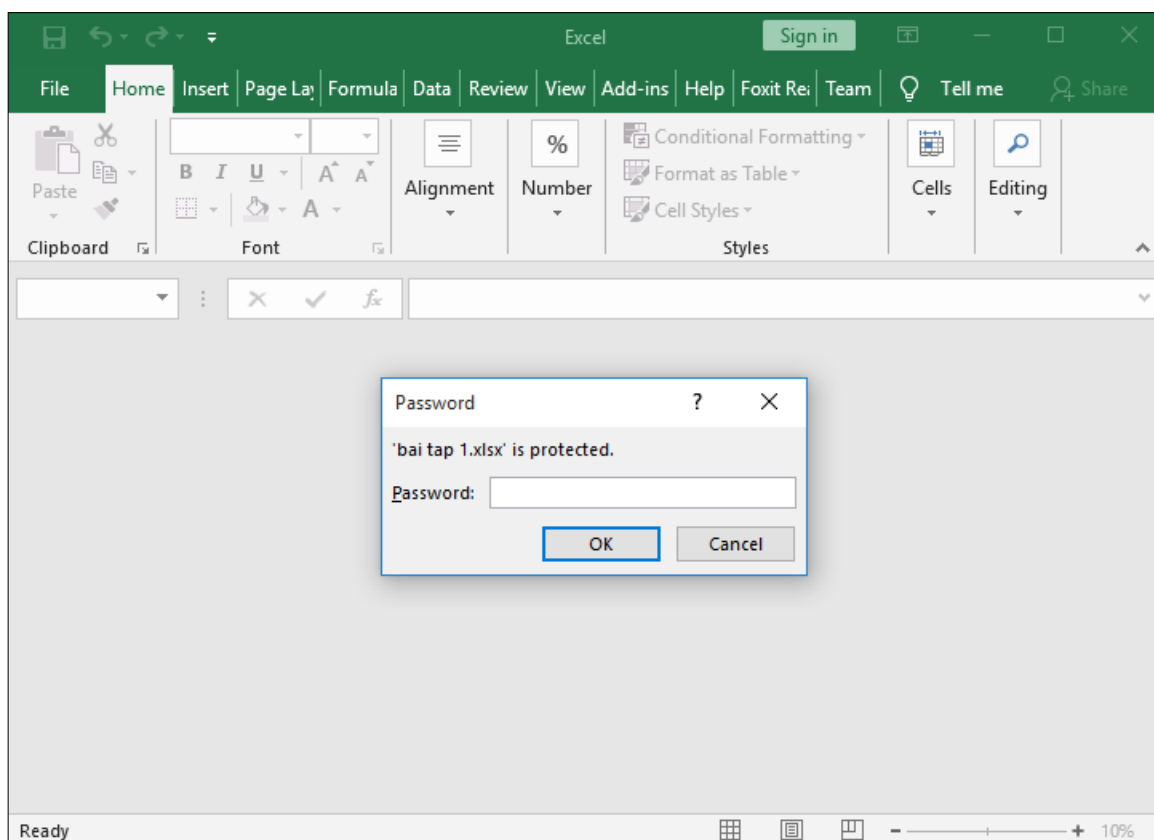 Excel
Sign in
File Home Insert Page Lay Formula Data Review View Add-ins Help Foxit Rea Team Tell me Share
Paste
Clipboard
B I U A A
A
Font
Alignment
%
Number
Conditional Formatting
Format as Table
Cell Styles
Styles
Cells
Editing
fx
Password ? 
'bai tap 1.xlsx' is protected.
Password:
OK Cancel
Ready
10%